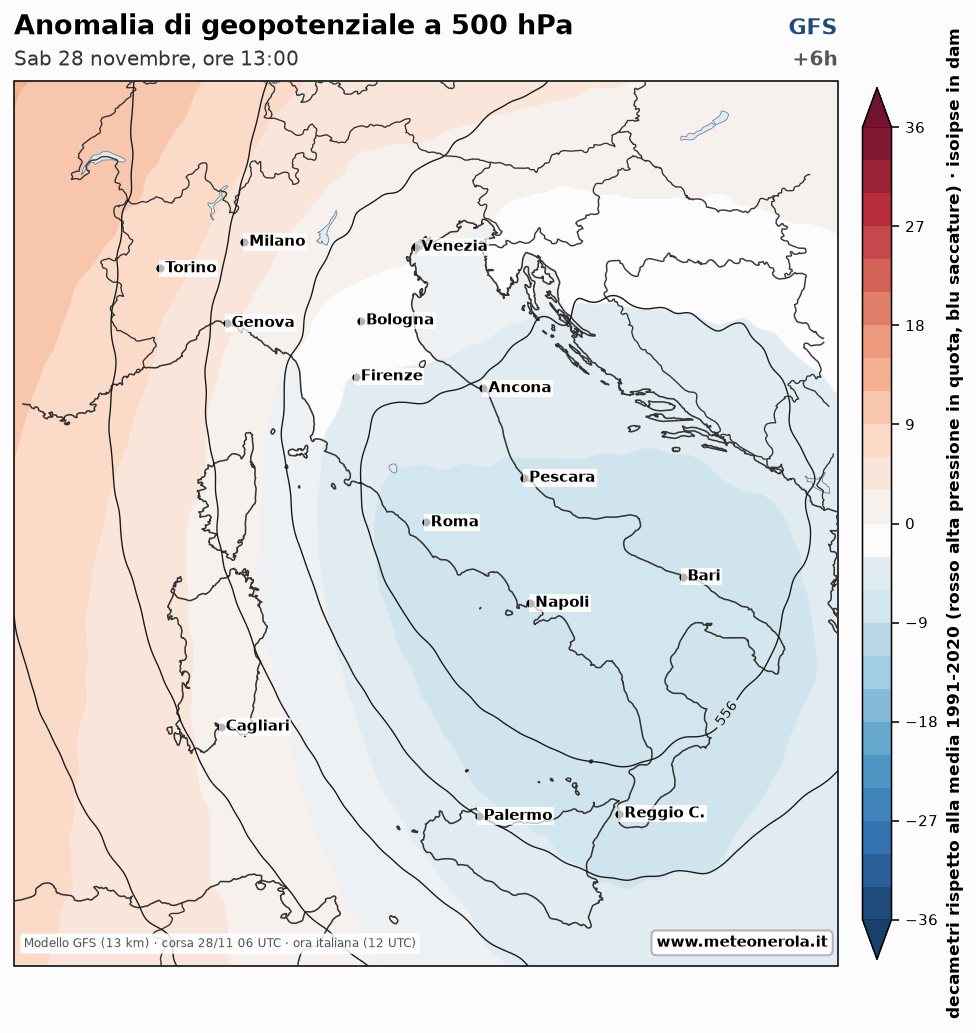 Anomalia di geopotenziale a 500 hPa
GFS
Sab 28 novembre, ore 13:00
+6h
Milano
Venezia
Torino
Genova
Bologna
Firenze
Ancona
Pescara
Roma
Bari
Napoli
556
Cagliari
Palermo
Reggio C.
Modello GFS (13 km) · corsa 28/11 06 UTC · ora italiana (12 UTC)
www.meteonerola.it
36
27
18
9
0
−9
−18
−27
−36
decametri rispetto alla media 1991-2020 (rosso alta pressione in quota, blu saccature) · isoipse in dam